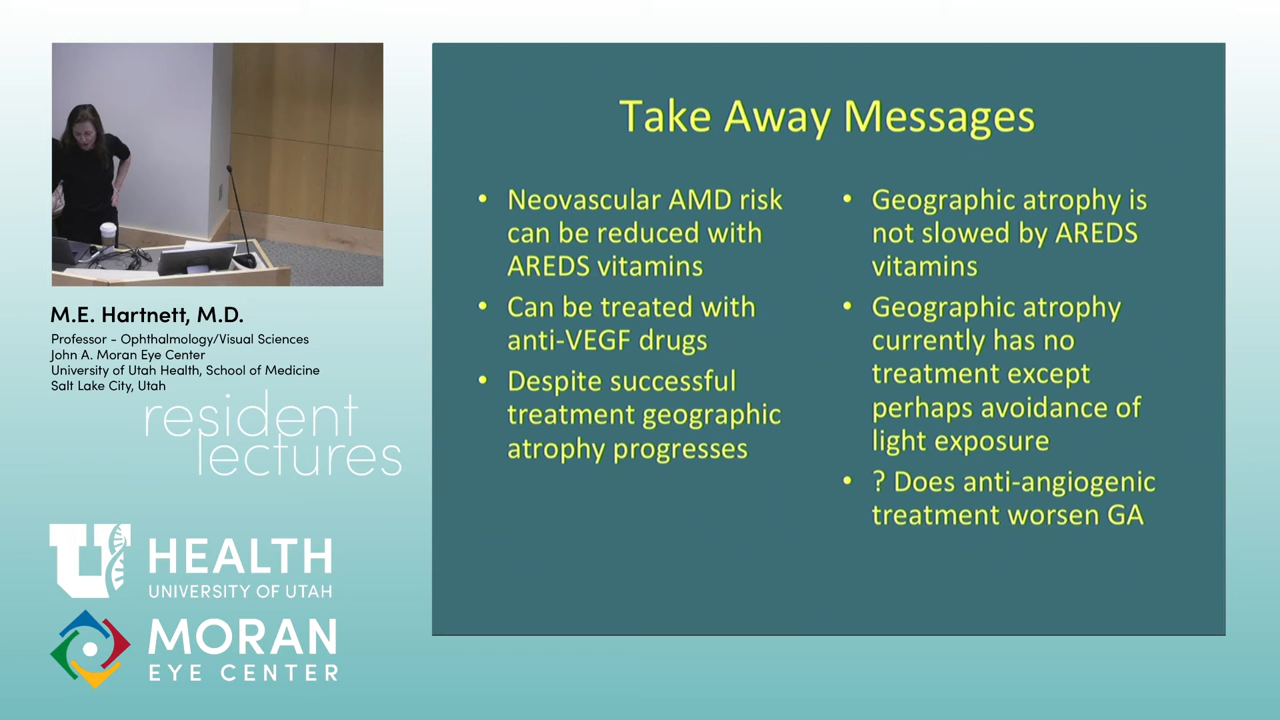 M.E. Hartnett, M.D.
Professor - Ophthalmology/Visual Sciences
John A. Moran Eye Center
University of Utah Health, School of Medicine
Salt Lake City, Utah
resident
lectures
U
HEALTH
UNIVERSITY OF UTAH
MORAN
EYE CENTER
Take Away Messages
• Neovascular AMD risk
can be reduced with
AREDS vitamins
• Can be treated with
anti-VEGF drugs
• Despite successful
treatment geographic
atrophy progresses
• Geographic atrophy is
not slowed by AREDS
vitamins
• Geographic atrophy
currently has no
treatment except
perhaps avoidance of
light exposure
• ? Does anti-angiogenic
treatment worsen GA